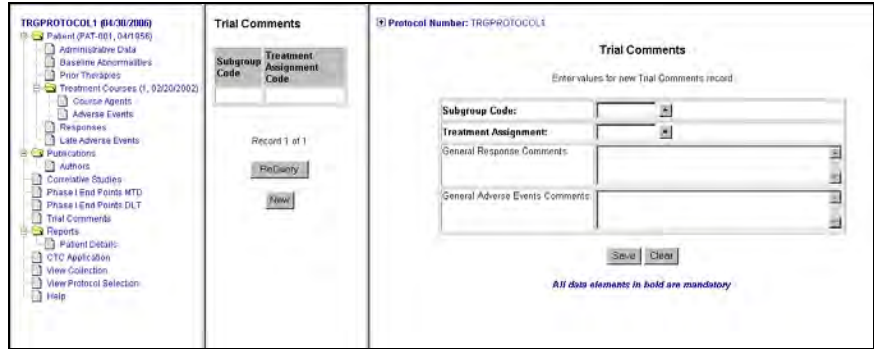 TRGPROTOCOL1 (04/30/2006)
Patient (PAT-001, 04/1956)
Administrative Data
Baseline Abnormalities
Prior Therapies
Treatment Courses (1, 02/20/2002)
Course Agents
Adverse Events
Responses
Late Adverse Events
Publications
Authors
Correlative Studies
Phase I End Points MTD
Phase I End Points DLT
Trial Comments
Reports
Patient Details
CTC Application
View Collection
View Protocol Selection
Help
Trial Comments
Subgroup Code
Treatment Assignment Code
Record 1 of 1
ReQuery
New
Protocol Number: TRGPROTOCOL1
Trial Comments
Enter values for new Trial Comments record
Subgroup Code:
Treatment Assignment:
General Response Comments
General Adverse Events Comments
Save Clear
All data elements in bold are mandatory